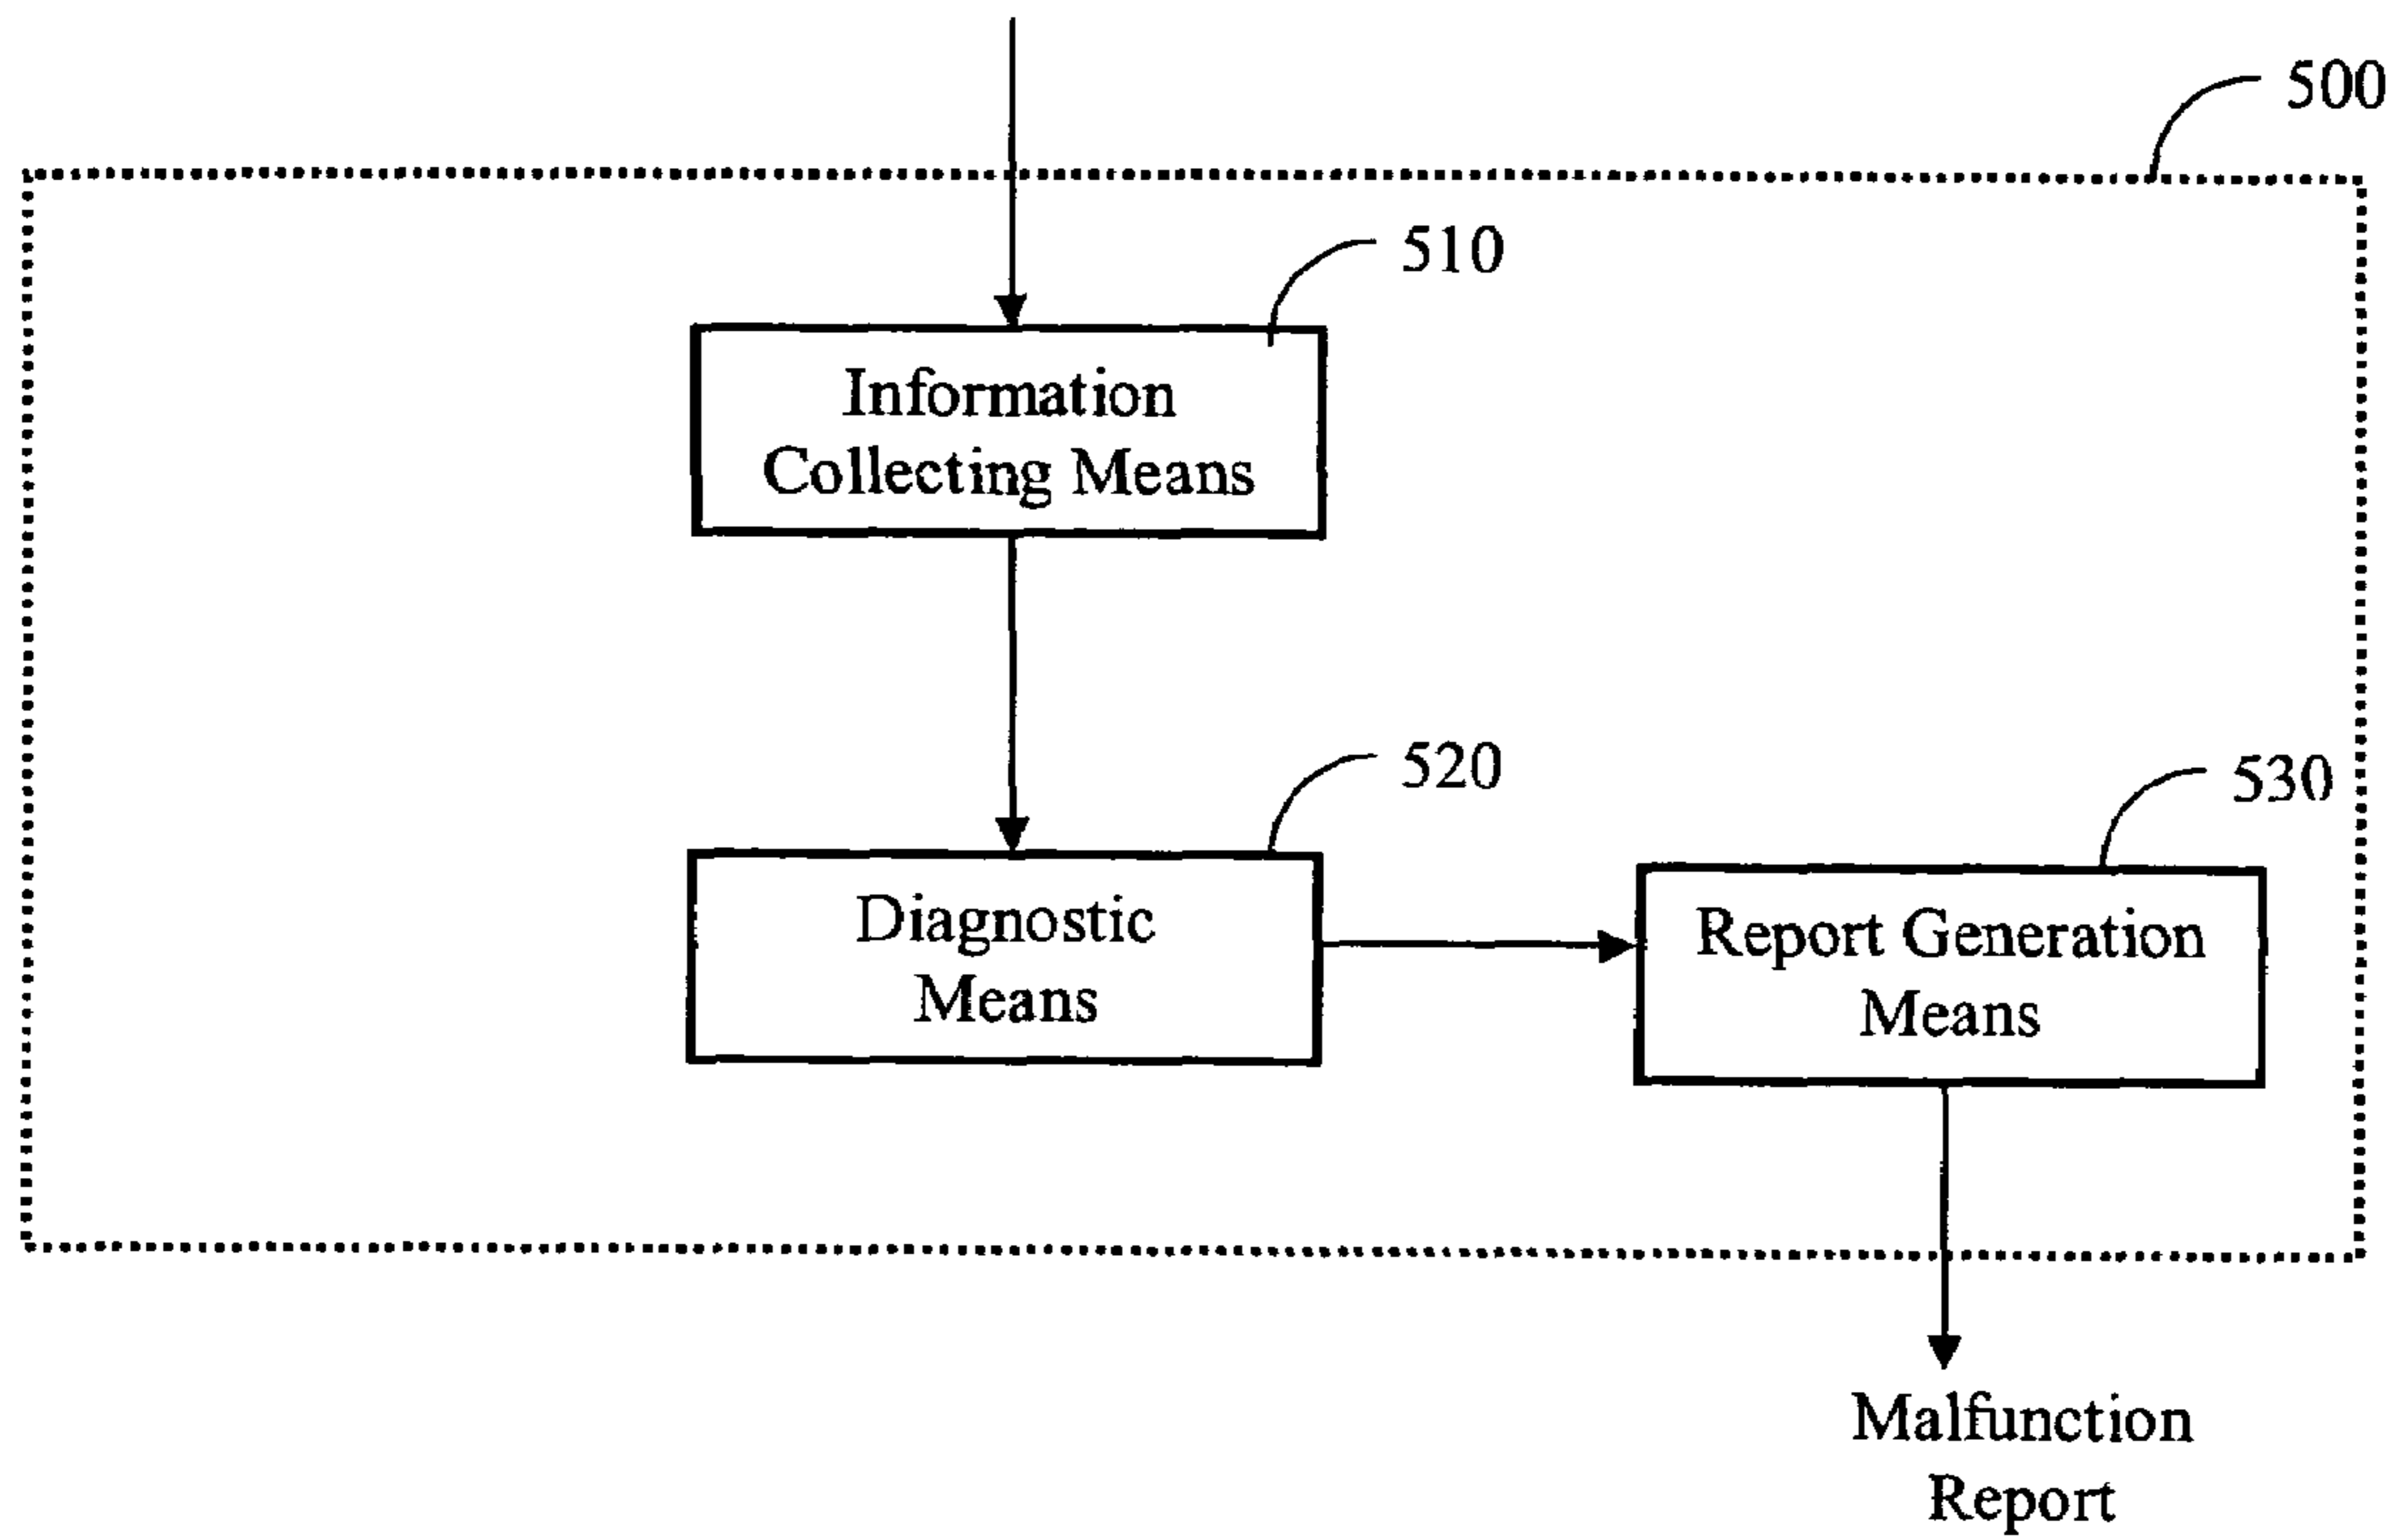 500
510
Information
Collecting Means
520
530
Diagnostic
Means
Report Generation
Means
Malfunction
Report